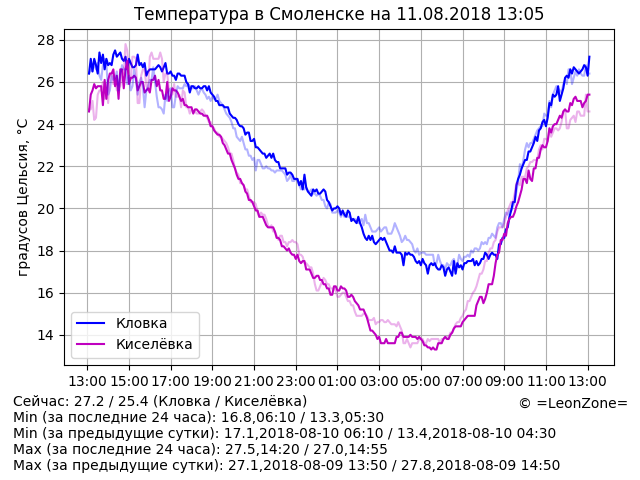 Температура в Смоленске на 11.08.2018 13:05
градусов Цельсия, °C
28
26
24
22
20
18
16
14
Кловка
Киселёвка
13:00 15:00 17:00 19:00 21:00 23:00 01:00 03:00 05:00 07:00 09:00 11:00 13:00
Сейчас: 27.2 / 25.4 (Кловка / Киселёвка)
© =LeonZone=
Min (за последние 24 часа): 16.8,06:10 / 13.3,05:30
Min (за предыдущие сутки): 17.1,2018-08-10 06:10 / 13.4,2018-08-10 04:30
Max (за последние 24 часа): 27.5,14:20 / 27.0,14:55
Max (за предыдущие сутки): 27.1,2018-08-09 13:50 / 27.8,2018-08-09 14:50